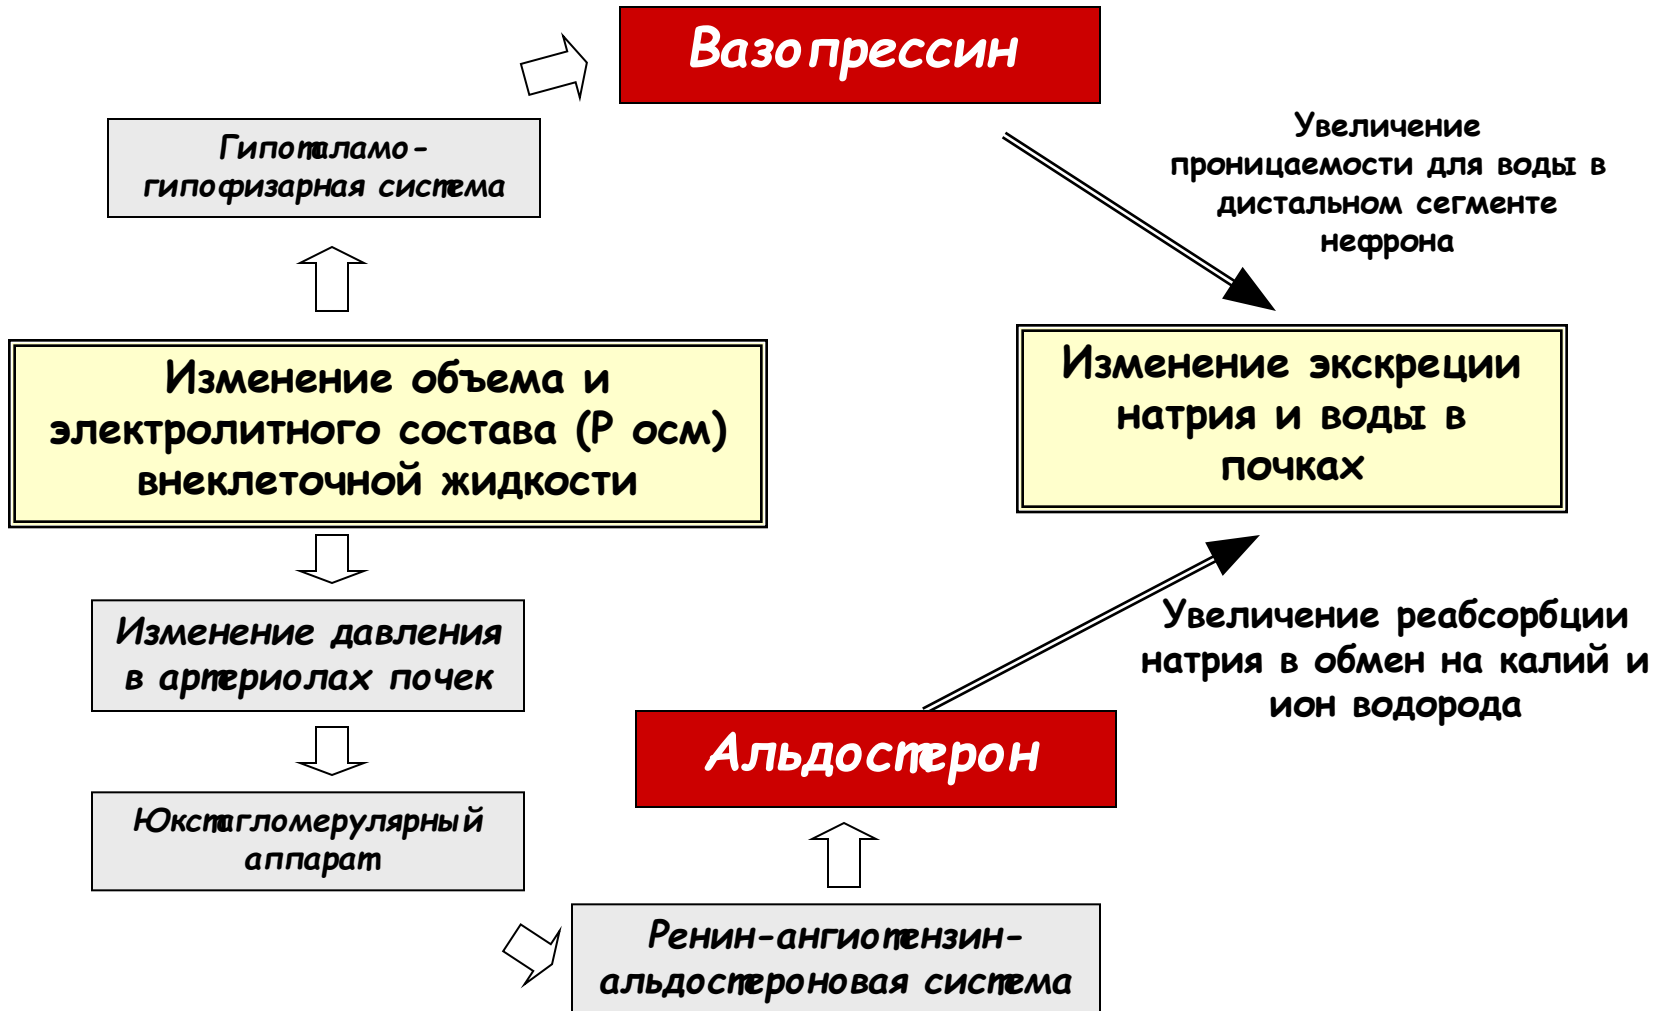 Вазопрессин
Увеличение
проницаемости для воды в
дистальном сегменте
нефрона
Гипоталамо-
гипофизарная система
Изменение объема и
электролитного состава (Р осм)
внеклеточной жидкости
Изменение экскреции
натрия и воды в
почках
Изменение давления
в артериолах почек
Увеличение реабсорбции
натрия в обмен на калий и
ион водорода
Альдостерон
Юкстагломерулярный
аппарат
Ренин-ангиотензин-
альдостероновая система